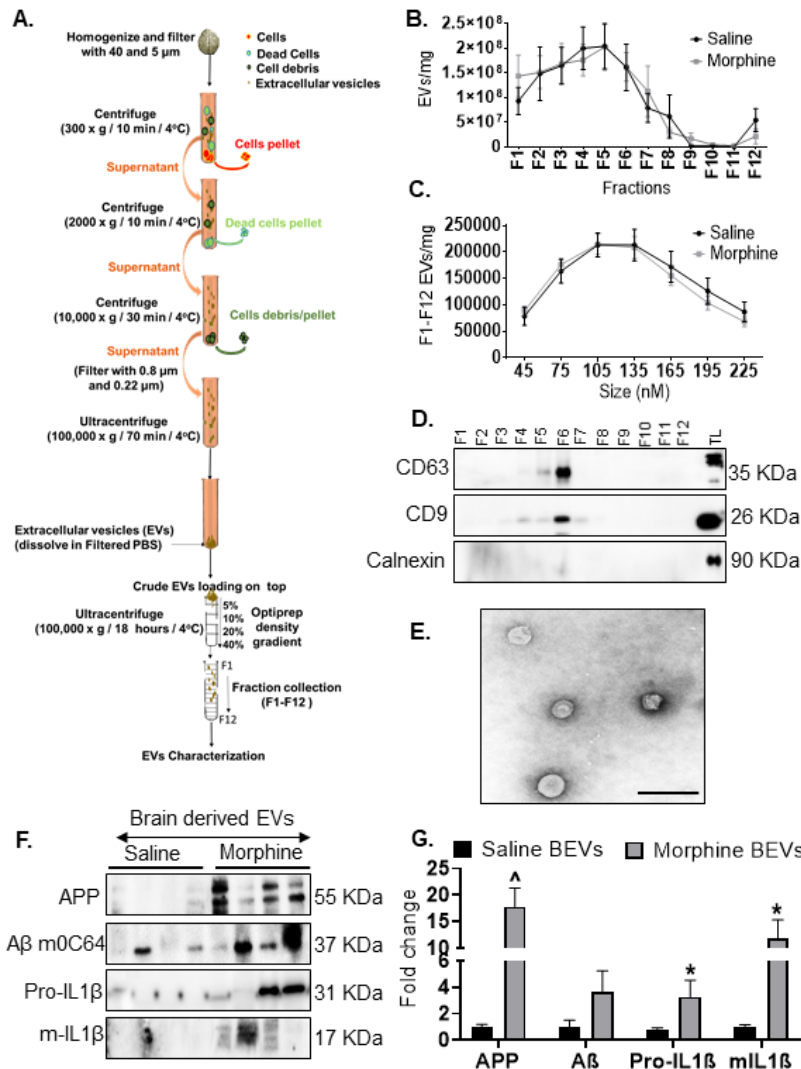 A.
Homogenize and filter
with 40 and 5 µm
Cells
Dead Cells
Cell debris
Extracellular vesicles
Centrifuge
(300 x g / 10 min / 4ºC)
Cells pellet
Supernatant
Centrifuge
(2000 x g / 10 min / 4ºC)
Dead cells pellet
Supernatant
Centrifuge
(10,000 x g / 30 min / 4ºC)
Cells debris/pellet
Supernatant
(Filter with 0.8 µm
and 0.22 µm)
Ultracentrifuge
(100,000 x g / 70 min / 4ºC)
Extracellular vesicles (EVs)
(dissolve in Filtered PBS)
Crude EVs loading on top
Ultracentrifuge
(100,000 x g / 18 hours / 4ºC)
5%
10%
20%
40%
Optiprep
density
gradient
F1
F12
Fraction collection
(F1-F12 )
EVs Characterization
B.
EVs/mg
2.5×10⁸
2×10⁸
1.5×10⁸
1×10⁸
5×10⁷
0
Saline
Morphine
F1 F2 F3 F4 F5 F6 F7 F8 F9 F10 F11 F12
Fractions
C.
F1-F12 EVs/mg
250000
200000
150000
100000
50000
0
Saline
Morphine
45 75 105 135 165 195 225
Size (nM)
D.
F1 F2 F3 F4 F5 F6 F7 F8 F9 F10 F11 F12 TL
CD63 35 KDa
CD9 26 KDa
Calnexin 90 KDa
E.
F.
Brain derived EVs
Saline Morphine
APP 55 KDa
Aβ m0C64 37 KDa
Pro-IL1β 31 KDa
m-IL1β 17 KDa
G.
Saline BEVs Morphine BEVs
Fold change
25
20
15
10
6
4
2
0
^
*
*
APP Aß Pro-IL1ß mIL1ß